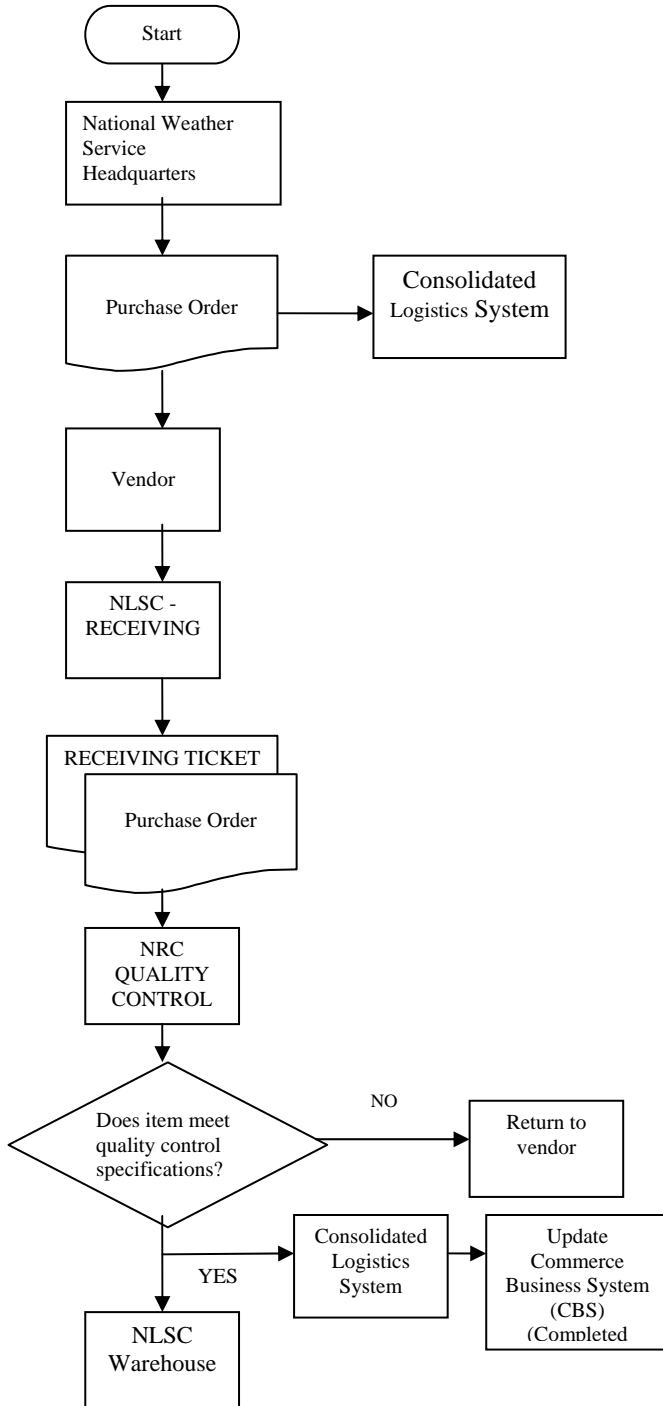 Start
National Weather
Service
Headquarters
Purchase Order
Consolidated
Logistics System
Vendor
NLSC -
RECEIVING
RECEIVING TICKET
Purchase Order
NRC
QUALITY
CONTROL
Does item meet
quality control
specifications?
NO
Return to
vendor
YES
Consolidated
Logistics
System
Update
Commerce
Business System
(CBS)
(Completed
NLSC
Warehouse